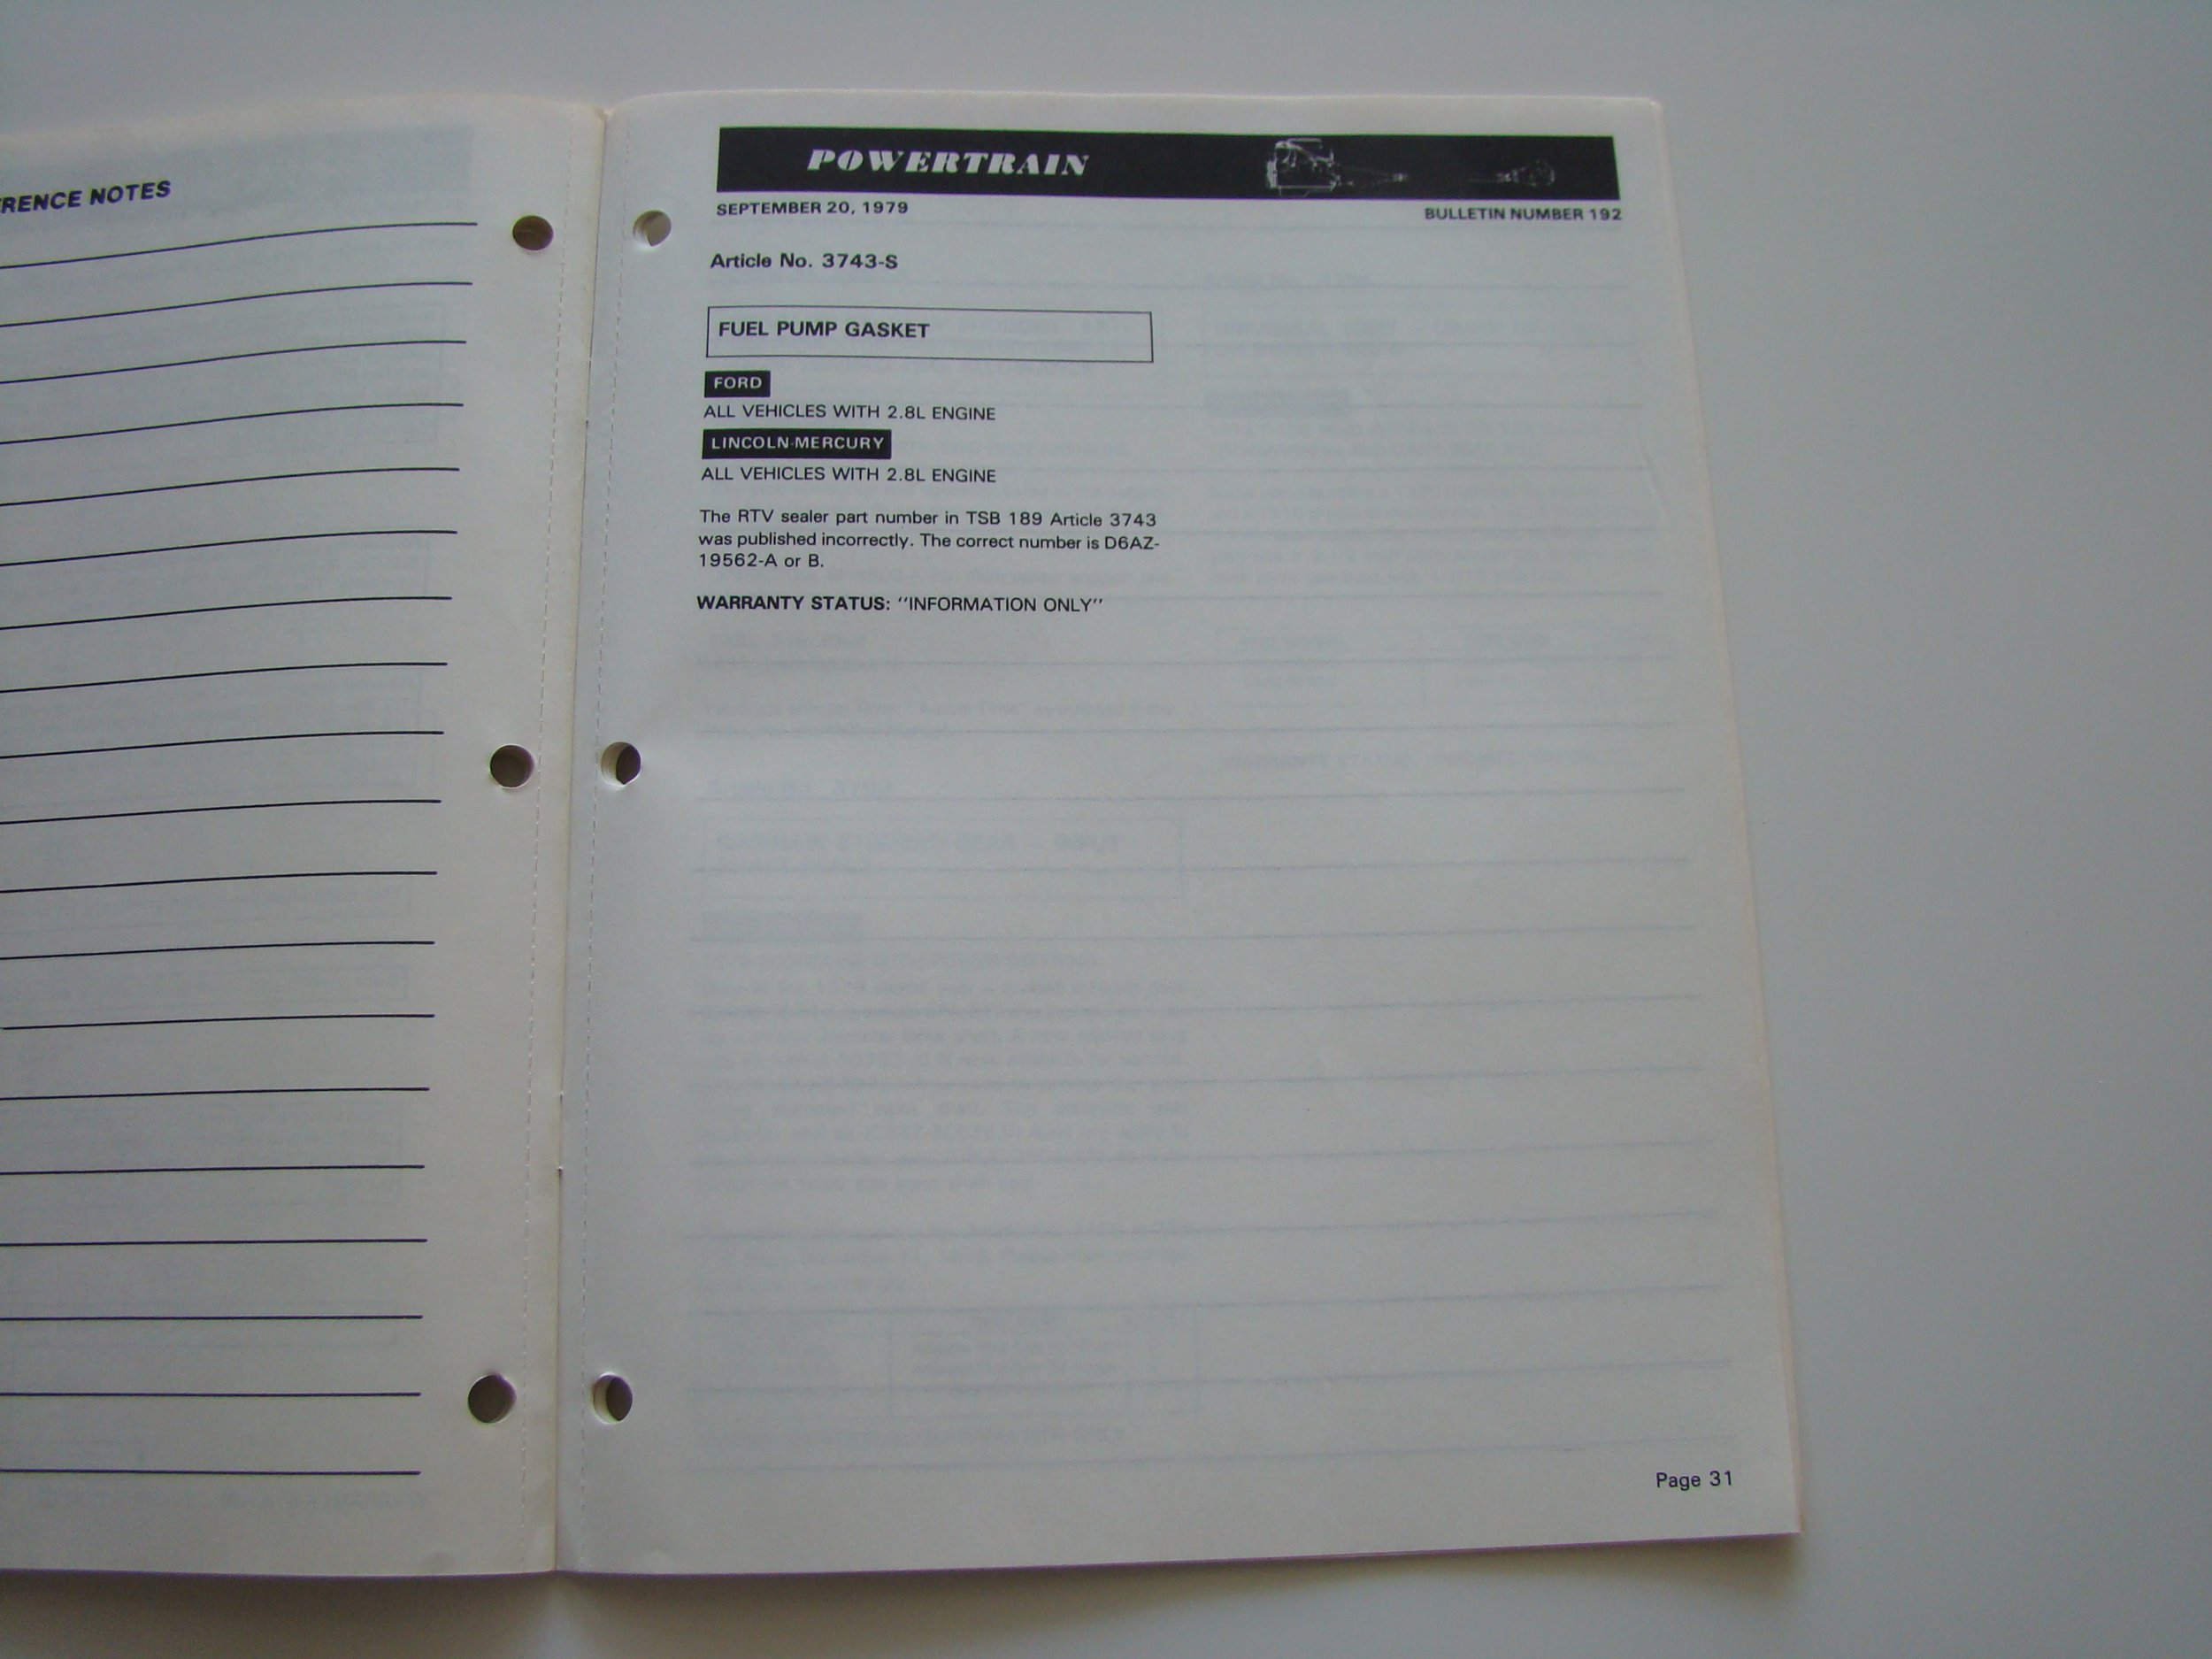 RENCE NOTES
POWERTRAIN
SEPTEMBER 20, 1979
BULLETIN NUMBER 192
Article No. 3743-S
FUEL PUMP GASKET
FORD
ALL VEHICLES WITH 2.8L ENGINE
LINCOLN-MERCURY
ALL VEHICLES WITH 2.8L ENGINE
The RTV sealer part number in TSB 189 Article 3743
was published incorrectly. The correct number is D6AZ-
19562-A or B.
WARRANTY STATUS: "INFORMATION ONLY"
Page 31